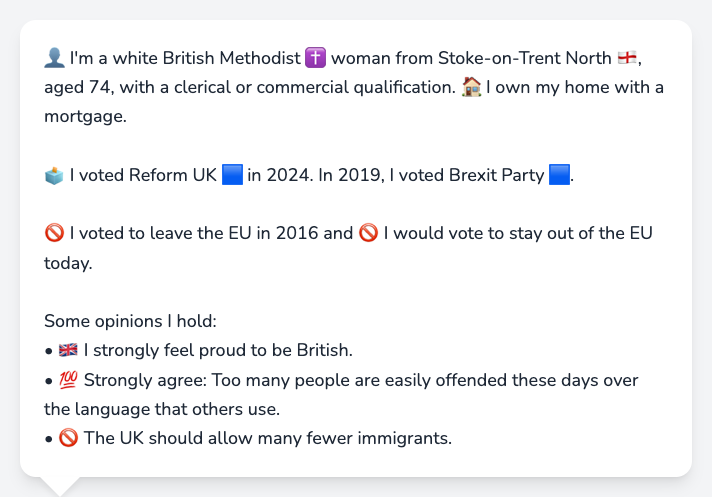 👤 I'm a white British Methodist ✝️ woman from Stoke-on-Trent North 🏴󠁧󠁢󠁥󠁮󠁧󠁿,
aged 74, with a clerical or commercial qualification. 🏠 I own my home with a
mortgage.
🗳️ I voted Reform UK 🟦 in 2024. In 2019, I voted Brexit Party 🟦.
🚫 I voted to leave the EU in 2016 and 🚫 I would vote to stay out of the EU
today.
Some opinions I hold:
• 🇬🇧 I strongly feel proud to be British.
• 💯 Strongly agree: Too many people are easily offended these days over
the language that others use.
• 🚫 The UK should allow many fewer immigrants.